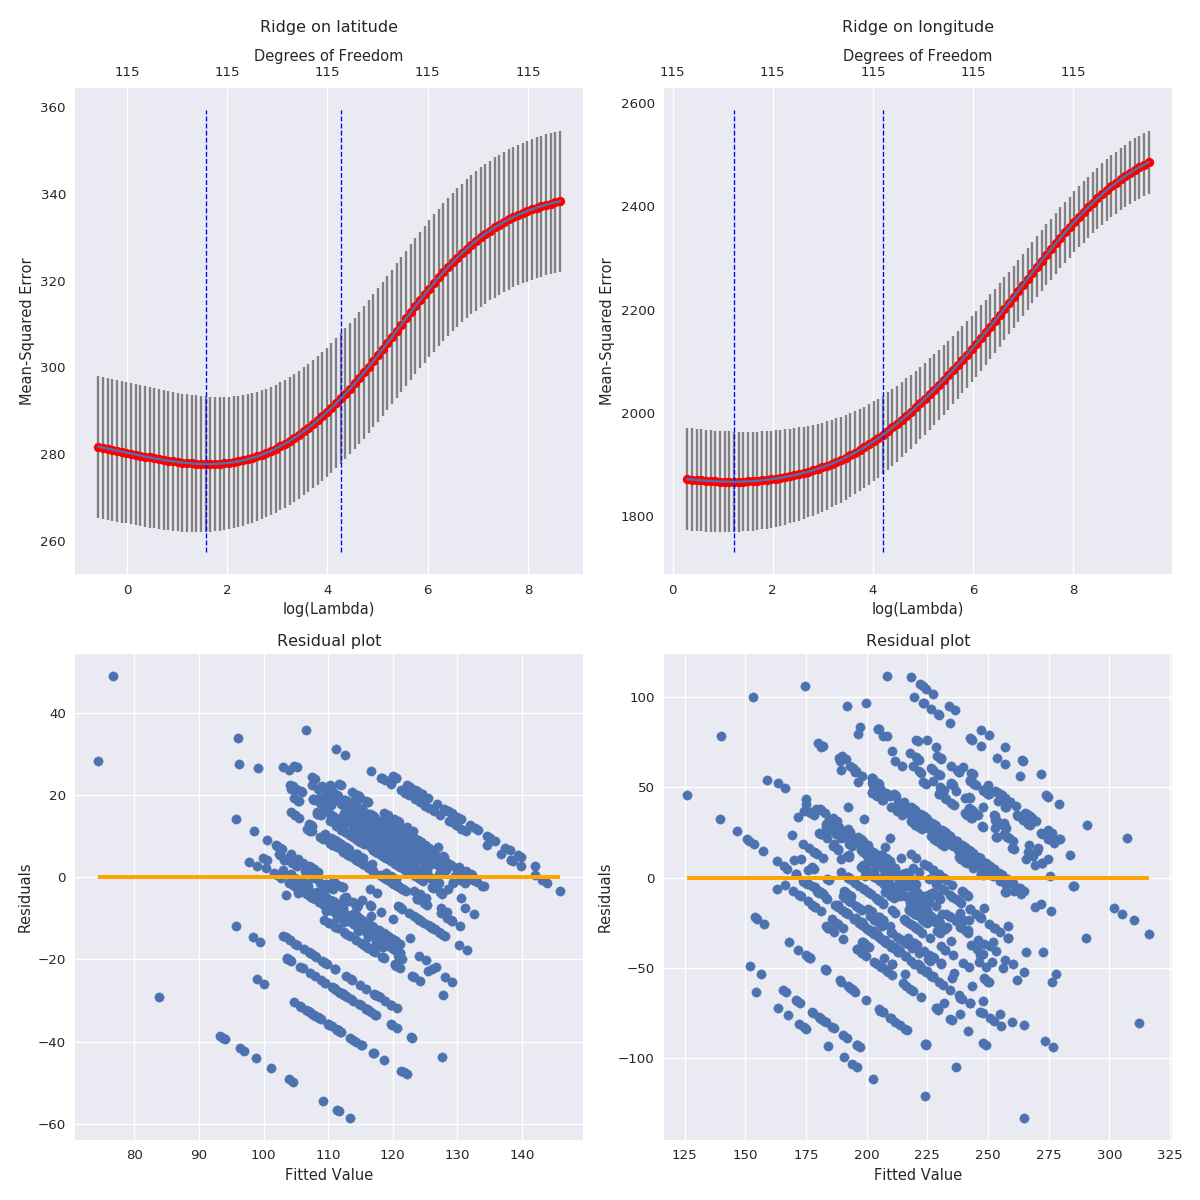 Ridge on latitude
Degrees of Freedom
115 115 115 115 115
360
340
320
300
280
260
Mean-Squared Error
0 2 4 6 8
log(Lambda)
Ridge on longitude
Degrees of Freedom
115 115 115 115 115
2600
2400
2200
2000
1800
Mean-Squared Error
0 2 4 6 8
log(Lambda)
Residual plot
40
20
0
−20
−40
−60
Residuals
80 90 100 110 120 130 140
Fitted Value
Residual plot
100
50
0
−50
−100
Residuals
125 150 175 200 225 250 275 300 325
Fitted Value